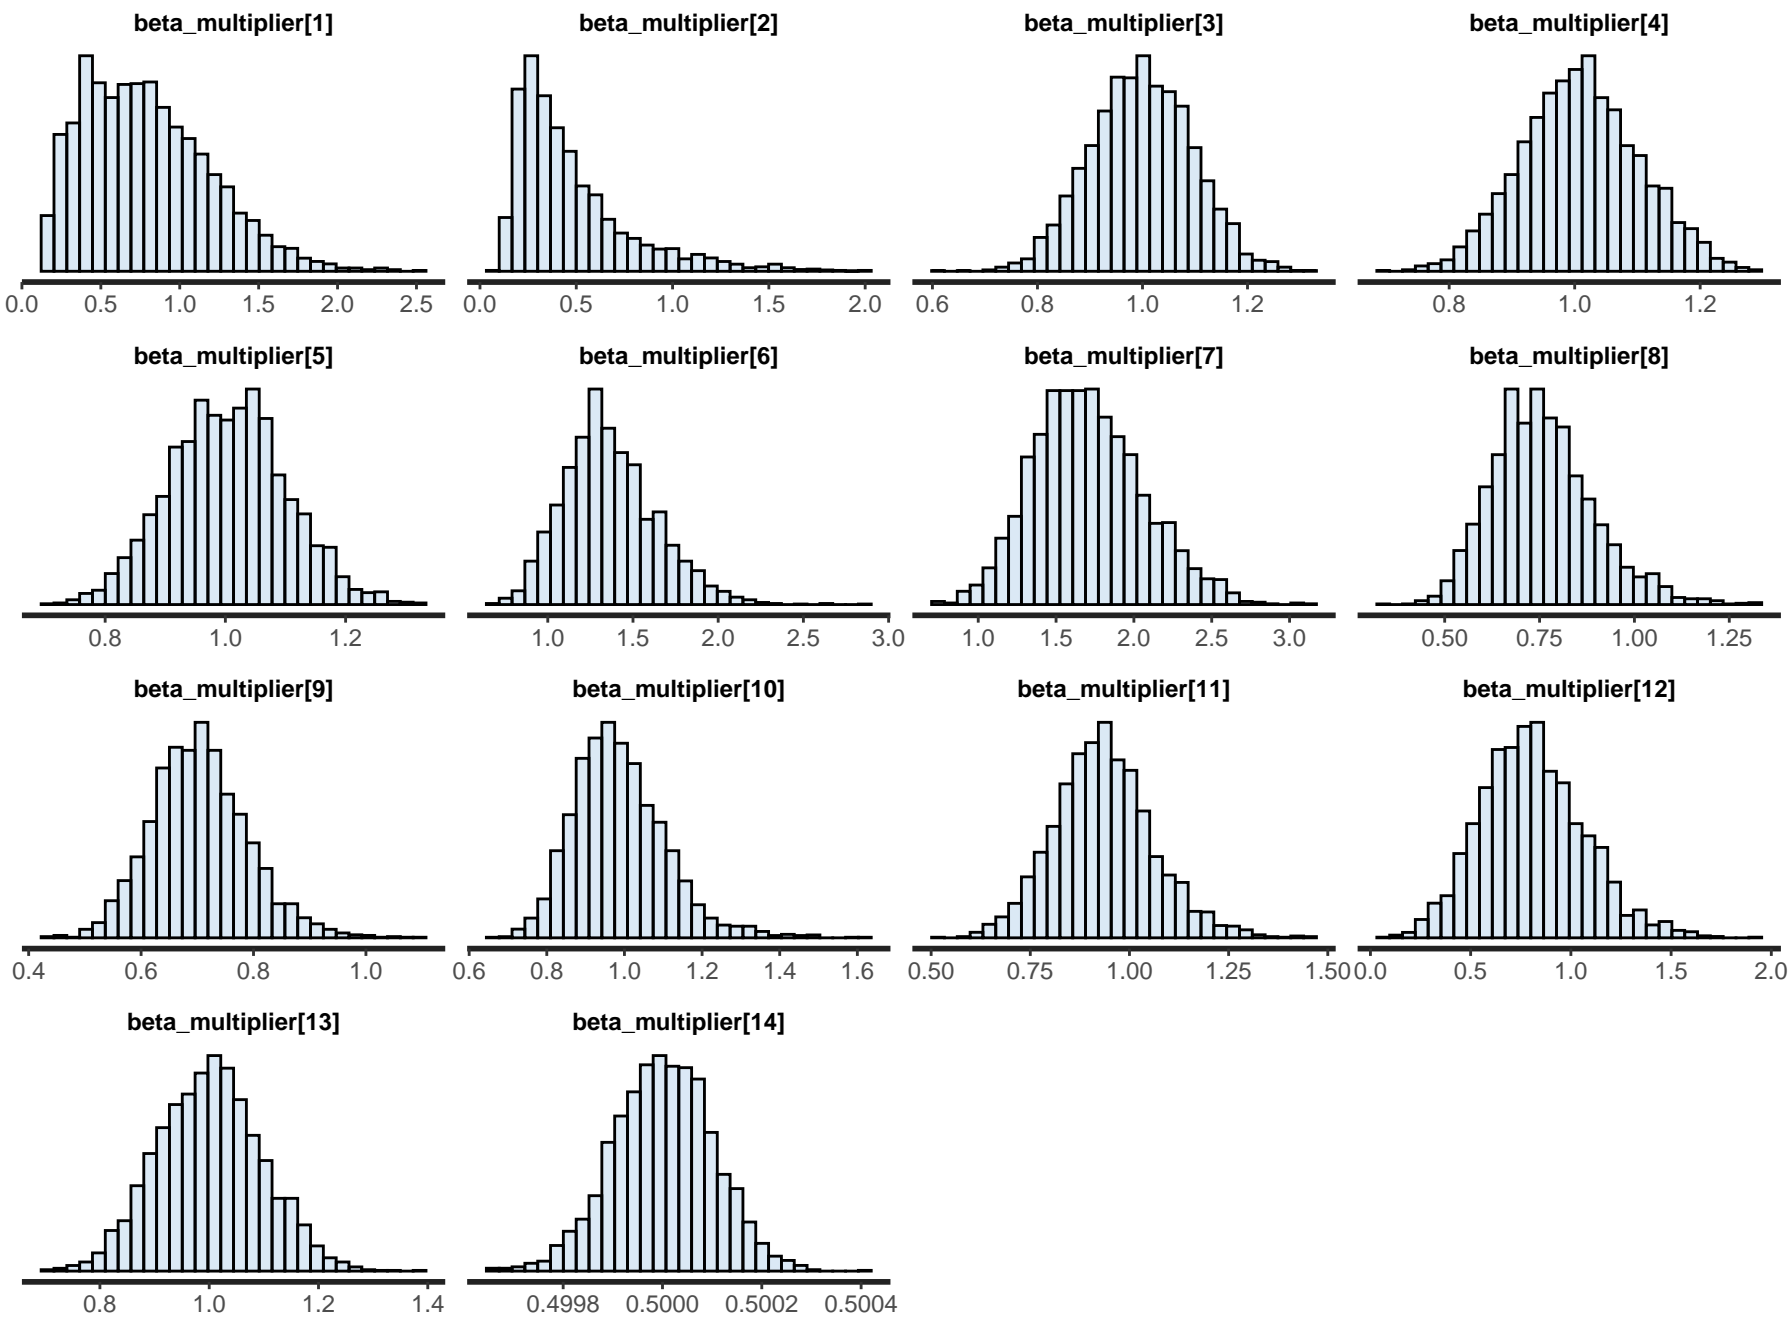 beta_multiplier[1] beta_multiplier[2] beta_multiplier[3] beta_multiplier[4]
0.0 0.5 1.0 1.5 2.0 2.5 0.0 0.5 1.0 1.5 2.0 0.6 0.8 1.0 1.2 0.8 1.0 1.2
beta_multiplier[5] beta_multiplier[6] beta_multiplier[7] beta_multiplier[8]
0.8 1.0 1.2 1.0 1.5 2.0 2.5 3.0 1.0 1.5 2.0 2.5 3.0 0.50 0.75 1.00 1.25
beta_multiplier[9] beta_multiplier[10] beta_multiplier[11] beta_multiplier[12]
0.4 0.6 0.8 1.0 0.6 0.8 1.0 1.2 1.4 1.6 0.50 0.75 1.00 1.25 1.50 0.0 0.5 1.0 1.5 2.0
beta_multiplier[13] beta_multiplier[14]
0.8 1.0 1.2 1.4 0.4998 0.5000 0.5002 0.5004